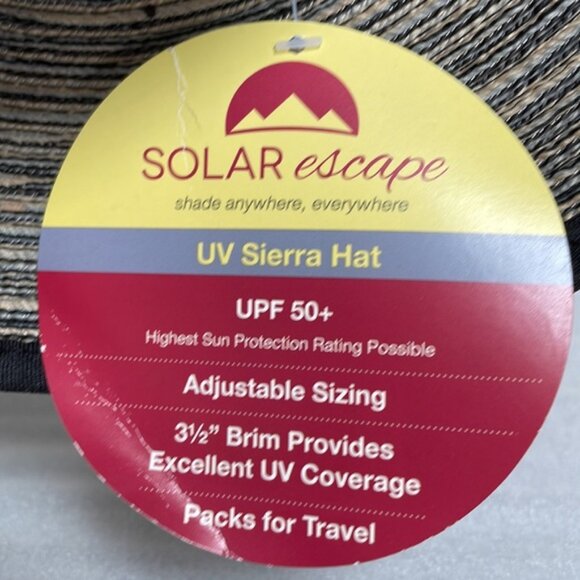 SOLAR escape
shade anywhere, everywhere
UV Sierra Hat
UPF 50+
Highest Sun Protection Rating Possible
Adjustable Sizing
3½” Brim Provides
Excellent UV Coverage
Packs for Travel